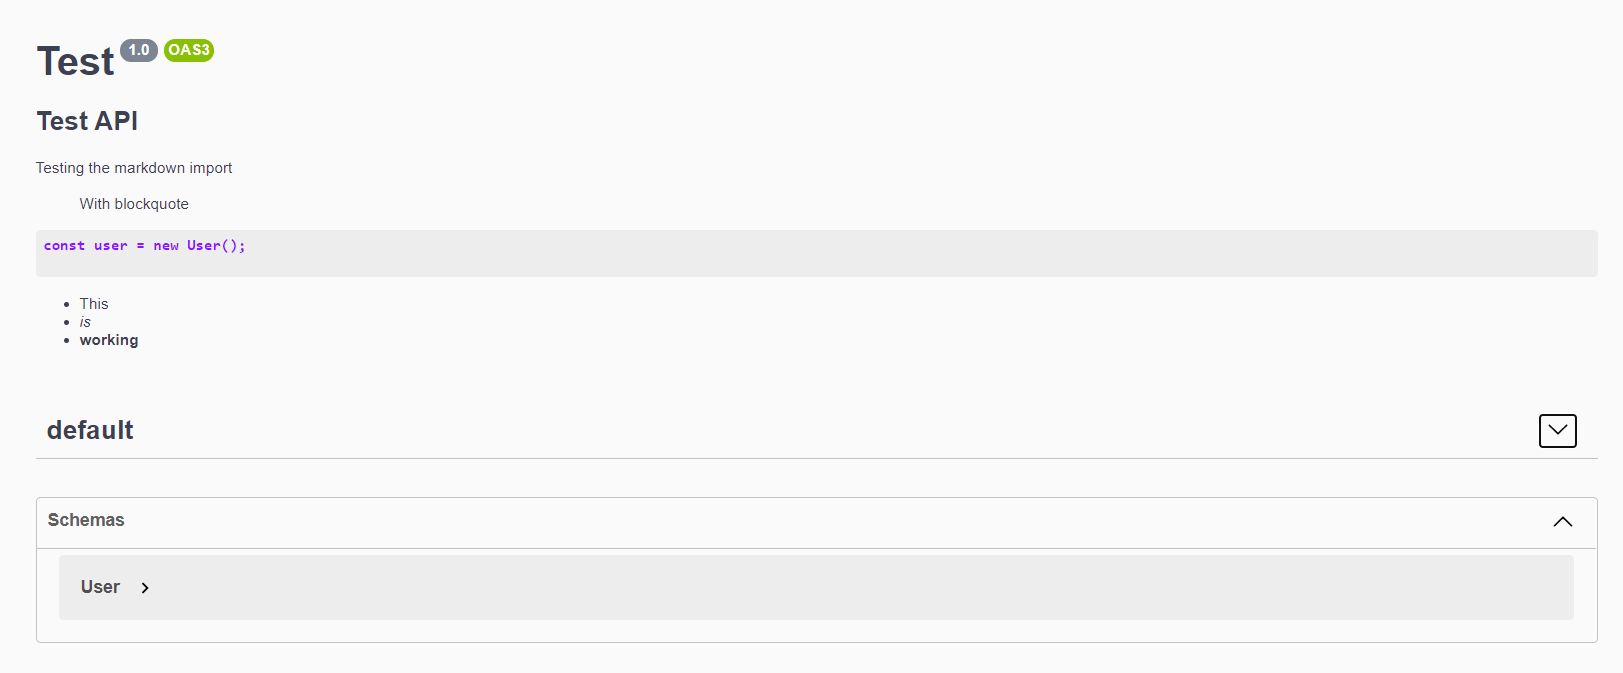 Test 1.0 OAS3
Test API
Testing the markdown import
With blockquote
const user = new User();
This
is
working
default
Schemas
User